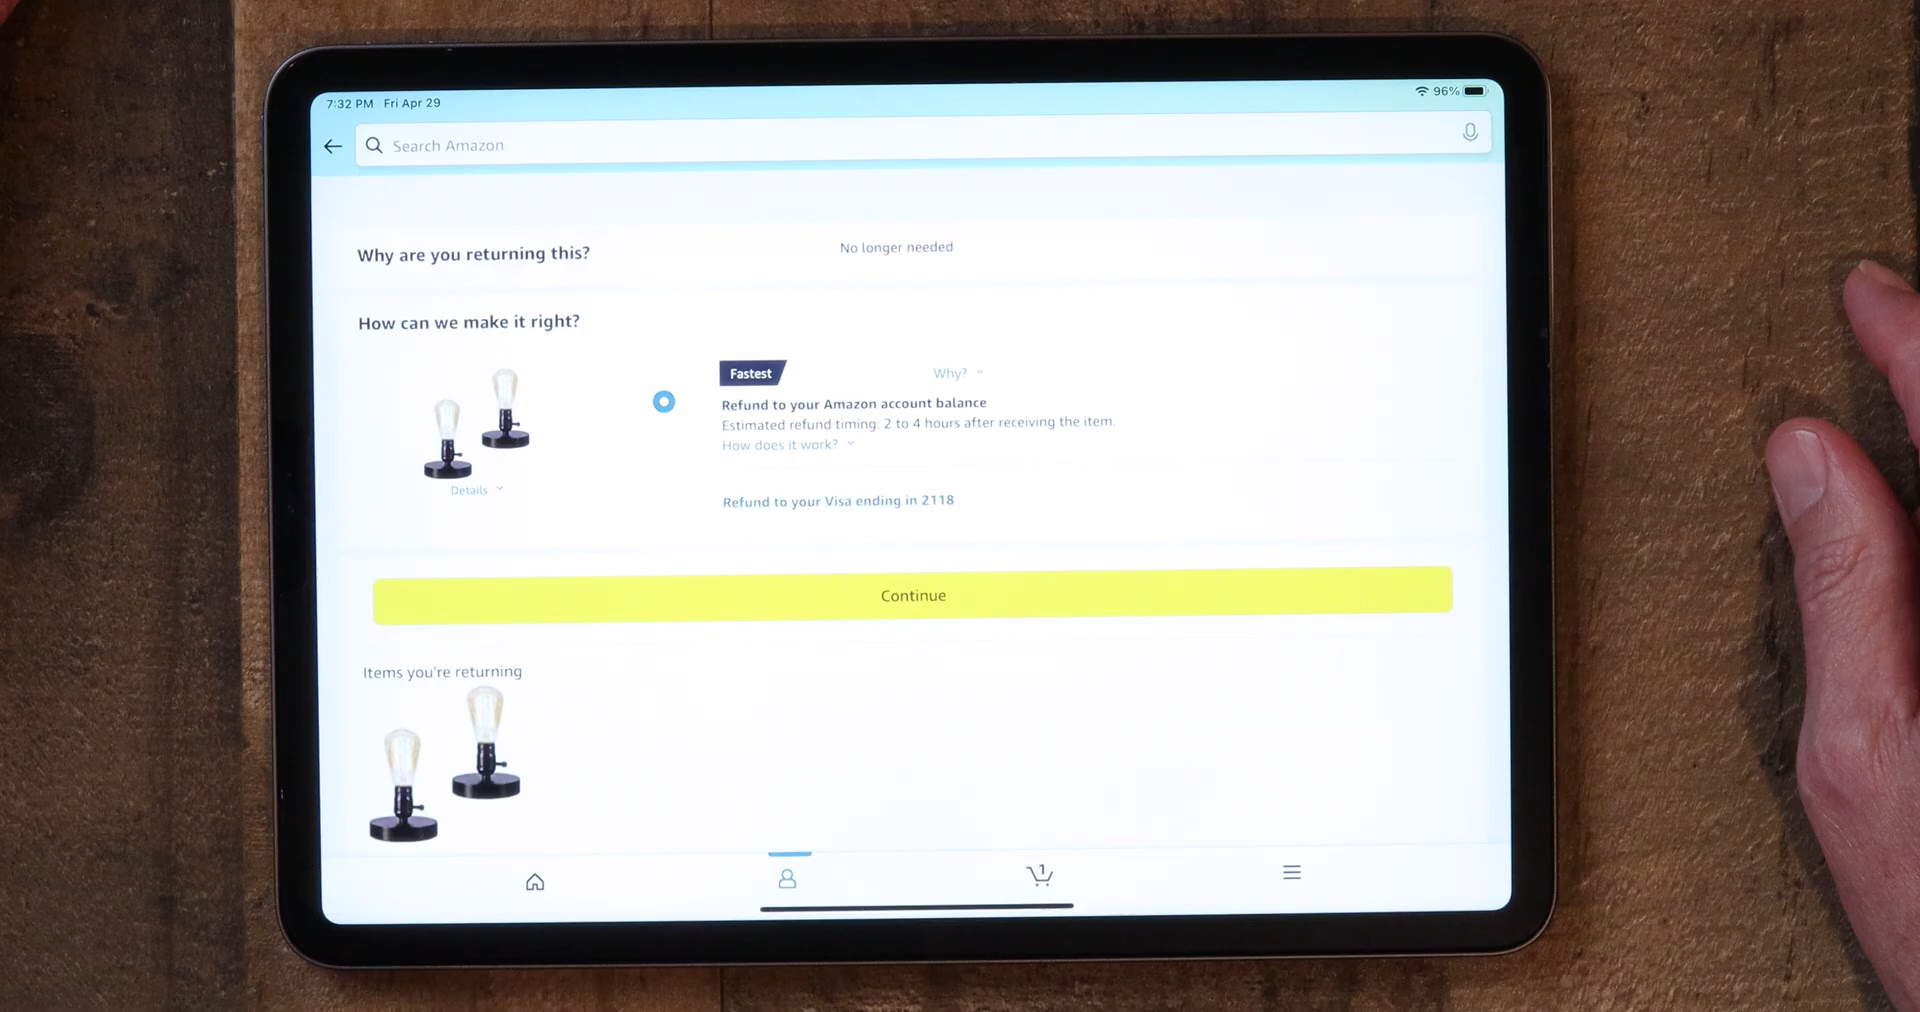 7:32 PM Fri Apr 29
96%
Search Amazon
Why are you returning this?
No longer needed
How can we make it right?
Fastest
Why?
Refund to your Amazon account balance
Estimated refund timing: 2 to 4 hours after receiving the item.
How does it work?
Details
Refund to your Visa ending in 2118
Continue
Items you're returning
1